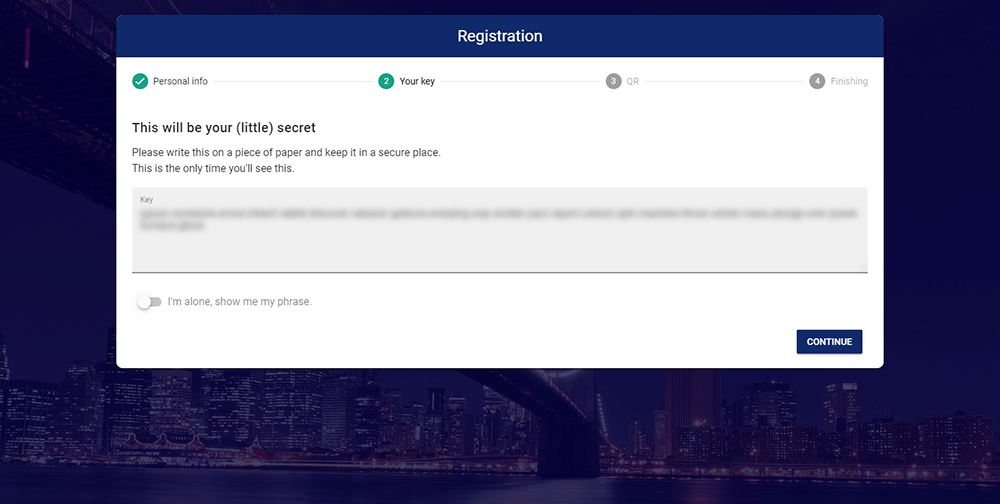 Registration
Personal info
2 Your key
3 QR
4 Finishing
This will be your (little) secret
Please write this on a piece of paper and keep it in a secure place.
This is the only time you'll see this.
Key
I'm alone, show me my phrase.
CONTINUE